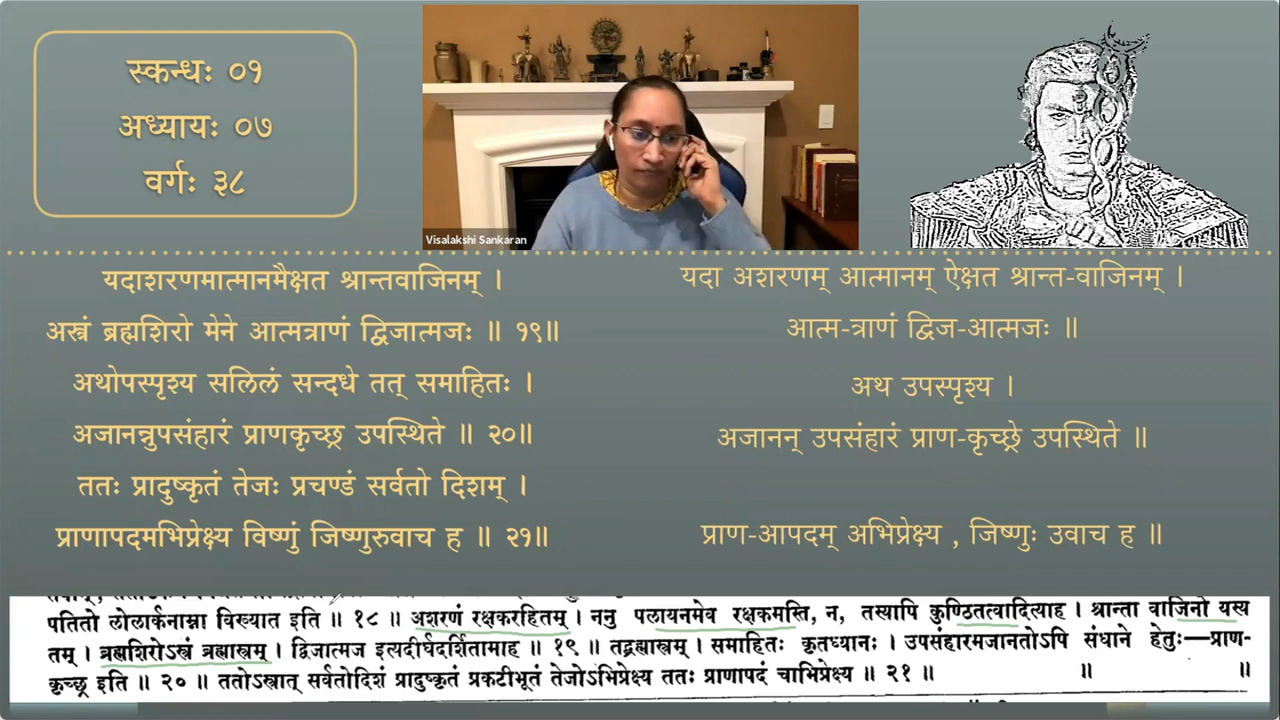 स्कन्धः ०१
अध्यायः ०७
वर्गः ३८
Visalakshi Sankaran
यदाशरणमात्मानमैक्षत श्रान्तवाजिनम् ।
अस्त्रं ब्रह्मशिरो मेने आत्मत्राणं द्विजात्मजः ॥ १९॥
अथोपस्पृश्य सलिलं सन्दधे तत् समाहितः ।
अजानन्नुपसंहारं प्राणकृच्छ्र उपस्थिते ॥ २०॥
ततः प्रादुष्कृतं तेजः प्रचण्डं सर्वतो दिशम् ।
प्राणापदमभिप्रेक्ष्य विष्णुं जिष्णुरुवाच ह ॥ २१॥
यदा अशरणम् आत्मानम् ऐक्षत श्रान्त-वाजिनम् ।
आत्म-त्राणं द्विज-आत्मजः ॥
अथ उपस्पृश्य ।
अजानन् उपसंहारं प्राण-कृच्छ्रे उपस्थिते ॥
प्राण-आपदम् अभिप्रेक्ष्य , जिष्णुः उवाच ह ॥
पतितो लोलार्कनाम्ना विख्यात इति ॥ १८ ॥ अशरणं रक्षकरहितम् । ननु पलायनमेव रक्षकमस्ति, न, तस्यापि कुण्ठितत्वादित्याह । श्रान्ता वाजिनो यस्य
तम् । ब्रह्मशिरोऽस्त्रं ब्रह्मास्त्रम् । द्विजात्मज इत्यदीर्घदर्शितामाह ॥ १९ ॥ तद्ब्रह्मास्त्रम् । समाहितः कृतध्यानः । उपसंहारमजानतोऽपि संधाने हेतुः—प्राण-
कृच्छ्र इति ॥ २० ॥ ततोऽस्त्रात् सर्वतोदिशं प्रादुष्कृतं प्रकटीभूतं तेजोऽभिप्रेक्ष्य ततः प्राणापदं चाभिप्रेक्ष्य ॥ २१ ॥ ॥ ॥